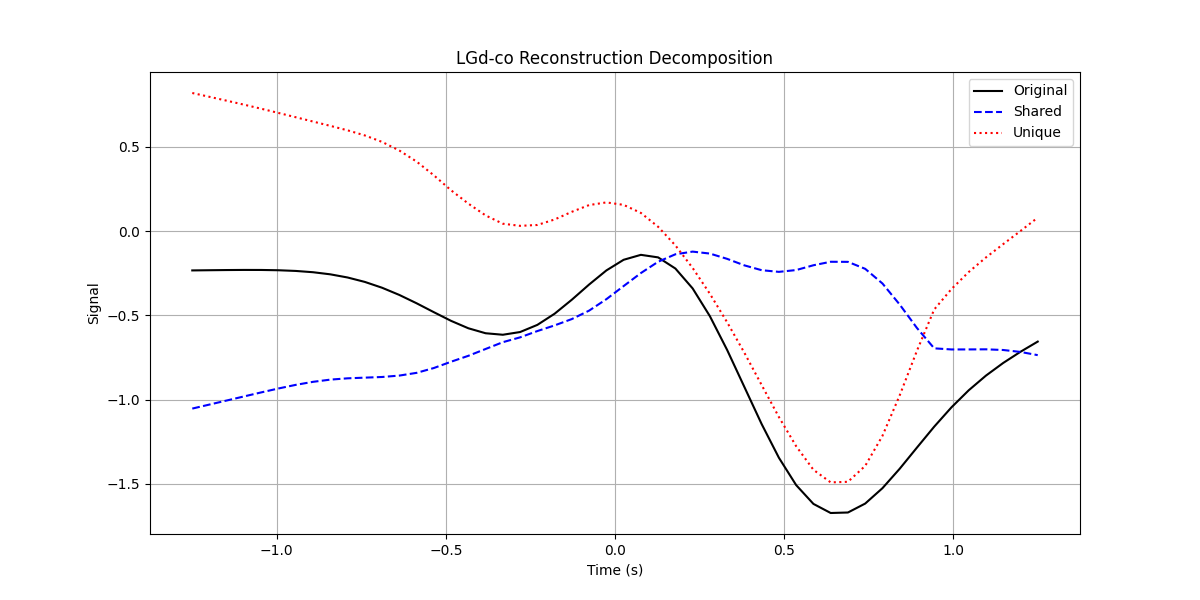 LGd-co Reconstruction Decomposition
Original
Shared
Unique
Signal
0.5
0.0
−0.5
−1.0
−1.5
−1.0
−0.5
0.0
0.5
1.0
Time (s)